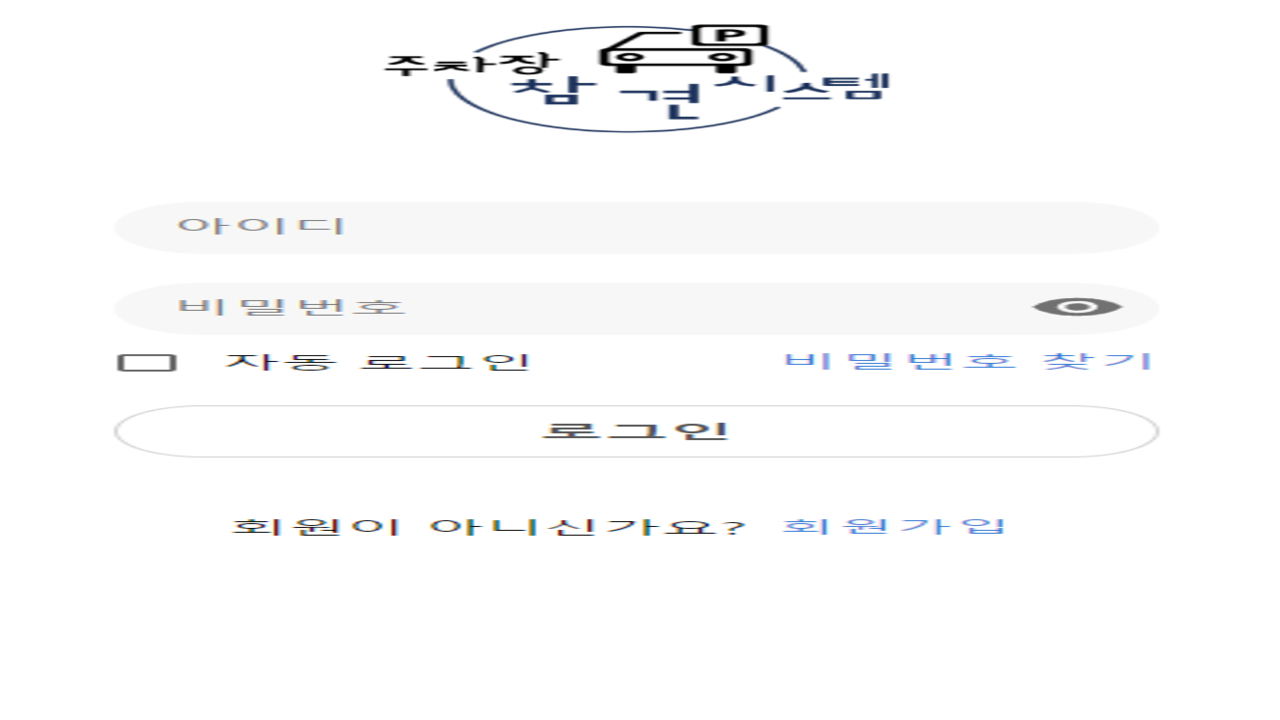 주차장 P
참 견 시스템
아이디
비밀번호
자동 로그인 비밀번호 찾기
로그인
회원이 아니신가요? 회원가입